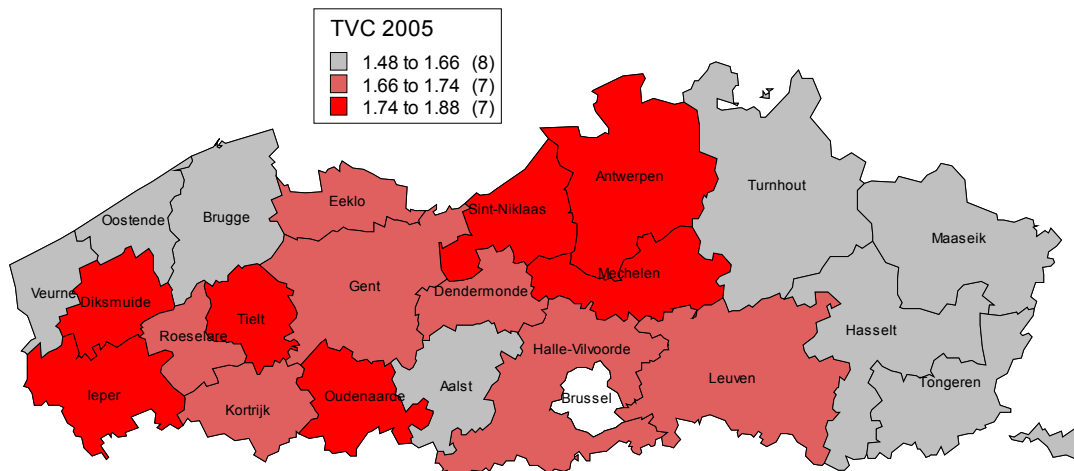 TVC 2005
1.48 to 1.66 (8)
1.66 to 1.74 (7)
1.74 to 1.88 (7)
Antwerpen
Turnhout
Eeklo
Sint-Niklaas
Oostende
Brugge
Maaseik
Mechelen
Gent
Dendermonde
Veurne
Diksmuide
Tielt
Hasselt
Roeselare
Halle-Vilvoorde
Leuven
Aalst
Tongeren
Ieper
Oudenaarde
Brussel
Kortrijk